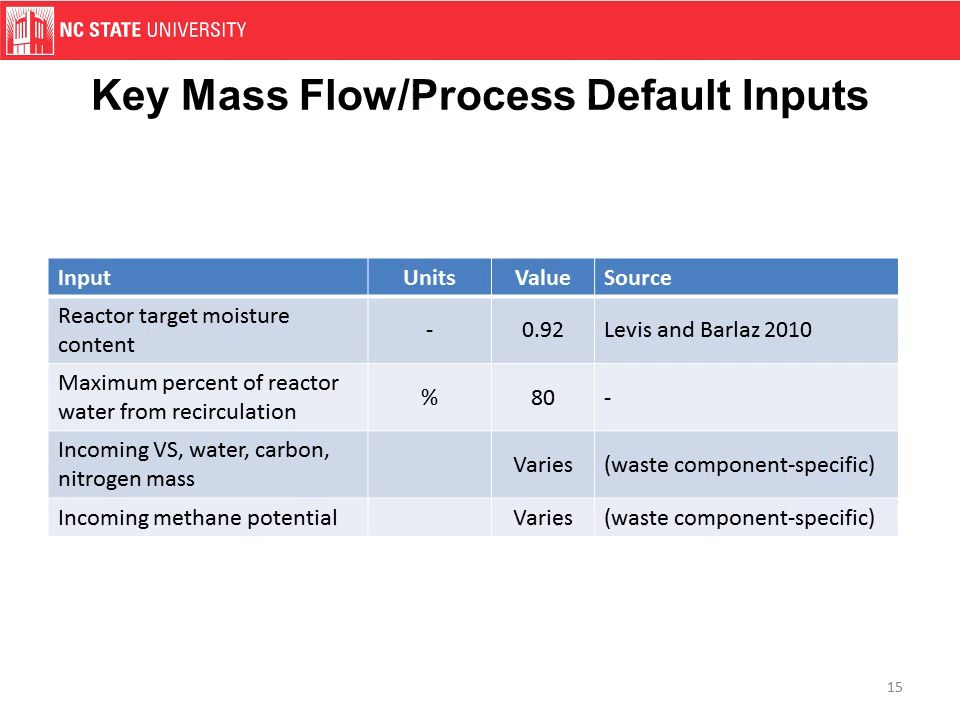 NC STATE UNIVERSITY
Key Mass Flow/Process Default Inputs
Input Units Value Source
Reactor target moisture
content - 0.92 Levis and Barlaz 2010
Maximum percent of reactor
water from recirculation % 80 -
Incoming VS, water, carbon,
nitrogen mass Varies (waste component-specific)
Incoming methane potential Varies (waste component-specific)
15